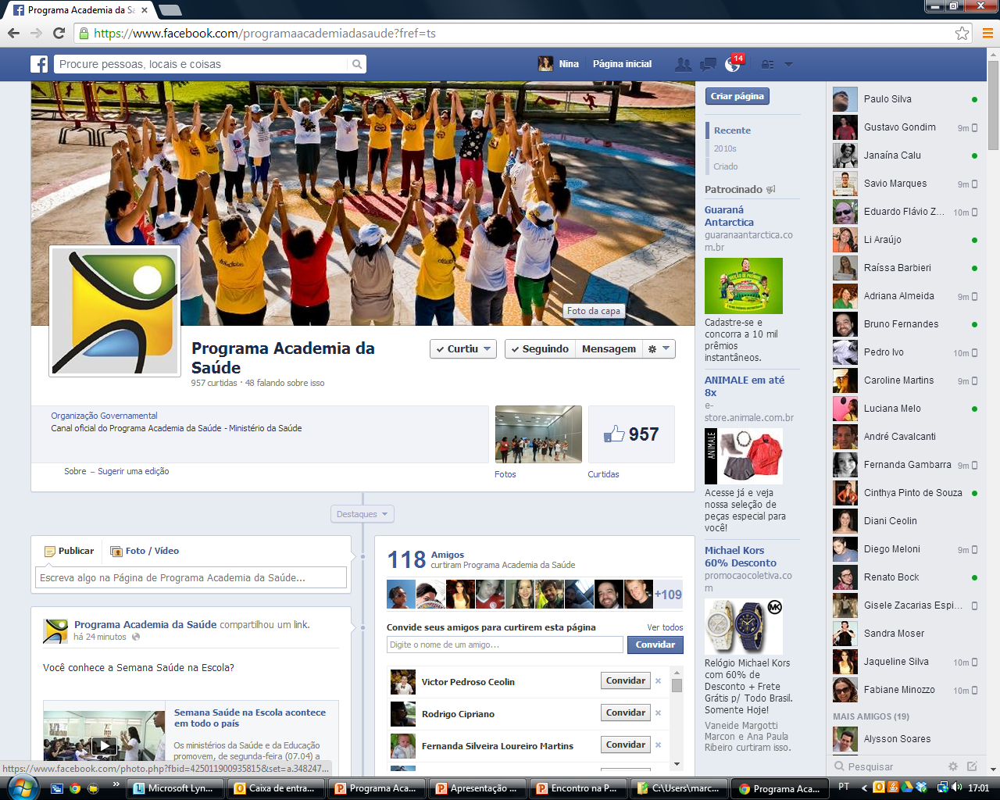 Programa Academia da Sa
https://www.facebook.com/programaacademiadasaude?fref=ts
Procure pessoas, locais e coisas
Nina
Página inicial
14
Foto da capa
Programa Academia da
Saúde
957 curtidas · 48 falando sobre isso
Curtiu
Seguindo
Mensagem
Organização Governamental
Canal oficial do Programa Academia da Saúde - Ministério da Saúde
957
Sobre – Sugerir uma edição
Fotos
Curtidas
Destaques
Publicar
Foto / Vídeo
Escreva algo na Página de Programa Academia da Saúde...
Programa Academia da Saúde compartilhou um link.
há 24 minutos
Você conhece a Semana Saúde na Escola?
Semana Saúde na Escola acontece
em todo o país
Os ministérios da Saúde e da Educação
promovem, de segunda-feira (07.04) a
118 Amigos
curtiram Programa Academia da Saúde
+109
Convide seus amigos para curtirem esta página
Ver todos
Digite o nome de um amigo...
Convidar
Victor Pedroso Ceolin
Convidar
Rodrigo Cipriano
Convidar
Fernanda Silveira Loureiro Martins
Convidar
Criar página
Recente
2010s
Criado
Patrocinado
Guaraná
Antarctica
guaranaantarctica.co
m.br
Cadastre-se e
concorra a 10 mil
prêmios
instantâneos.
ANIMALE em até
8x
e-
store.animale.com.br
ANIMALE
Acesse já e veja
nossa seleção de
peças especial para
você!
Michael Kors
60% Desconto
promocaocoletiva.co
m
MK
Relógio Michael Kors
com 60% de
Desconto + Frete
Grátis p/ Todo Brasil.
Somente Hoje!
Vaneide Margotti
Marcon e Ana Paula
Ribeiro curtiram isso.
Paulo Silva
Gustavo Gondim 9m
Janaína Calu
Savio Marques 9m
Eduardo Flávio Z... 10m
Li Araújo
Raíssa Barbieri
Adriana Almeida 9m
Bruno Fernandes
Pedro Ivo 10m
Caroline Martins 9m
Luciana Melo
André Cavalcanti
Fernanda Gambarra 9m
Cinthya Pinto de Souza
Diani Ceolin
Diego Meloni 9m
Renato Bock
Gisele Zacarias Espi...
Sandra Moser
Jaqueline Silva 10m
Fabiane Minozzo 10m
MAIS AMIGOS (19)
Alysson Soares
Pesquisar
https://www.facebook.com/photo.php?fbid=425011900935815&set=a.348247...
Microsoft Lyn...
Caixa de entra...
Programa Aca...
Apresentação ...
Encontro na P...
C:\Users\marc...
Programa Aca...
PT
17:01